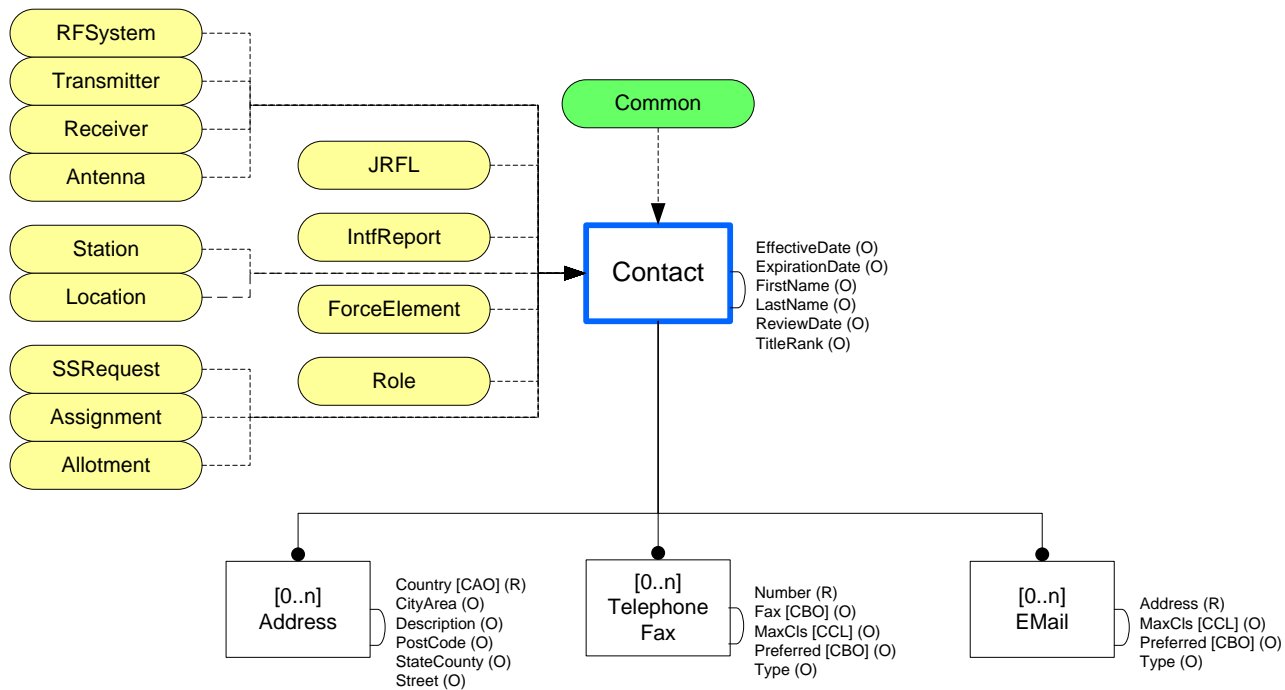 RFSystem
Transmitter
Receiver
Antenna
Station
Location
SSRequest
Assignment
Allotment
JRFL
IntfReport
ForceElement
Role
Common
Contact
EffectiveDate (O)
ExpirationDate (O)
FirstName (O)
LastName (O)
ReviewDate (O)
TitleRank (O)
[0..n]
Address
Country [CAO] (R)
CityArea (O)
Description (O)
PostCode (O)
StateCounty (O)
Street (O)
[0..n]
Telephone
Fax
Number (R)
Fax [CBO] (O)
MaxCls [CCL] (O)
Preferred [CBO] (O)
Type (O)
[0..n]
EMail
Address (R)
MaxCls [CCL] (O)
Preferred [CBO] (O)
Type (O)